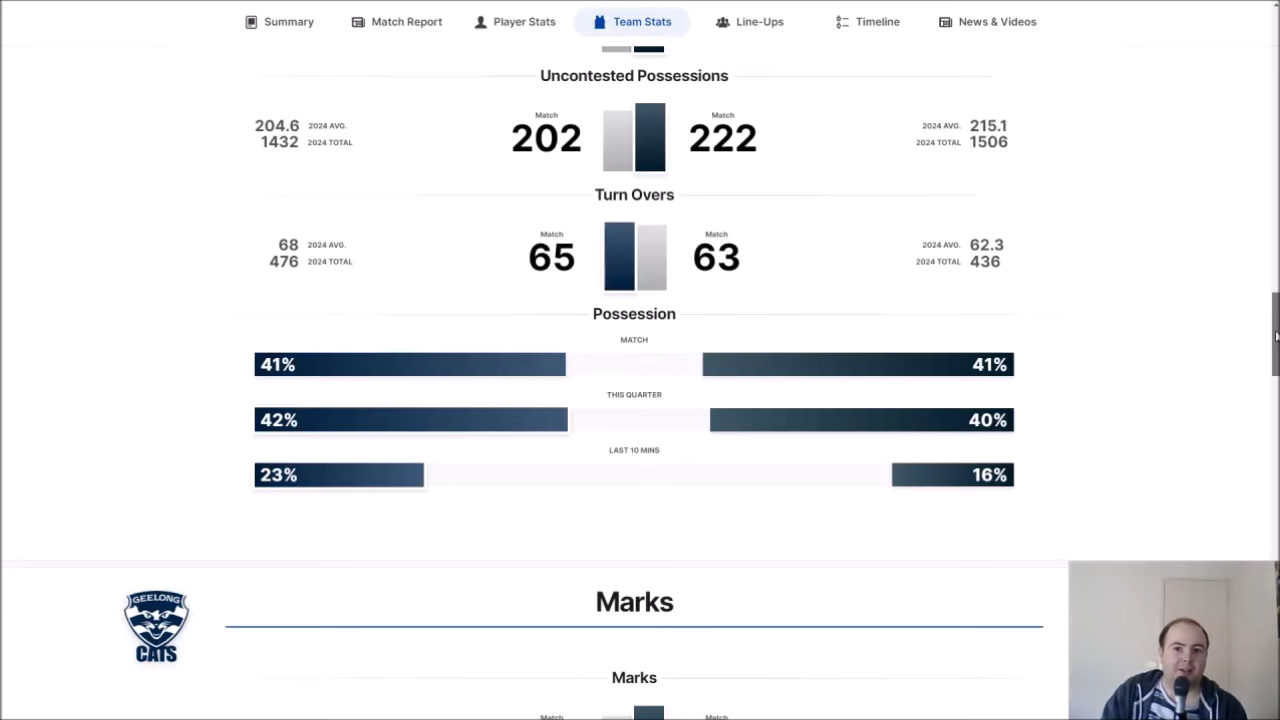 Summary Match Report Player Stats Team Stats Line-Ups Timeline News & Videos
Uncontested Possessions
204.6 2024 AVG.
1432 2024 TOTAL
Match
202
Match
222
2024 AVG. 215.1
2024 TOTAL 1506
Turn Overs
68 2024 AVG.
476 2024 TOTAL
Match
65
Match
63
2024 AVG. 62.3
2024 TOTAL 436
Possession
MATCH
41% 41%
THIS QUARTER
42% 40%
LAST 10 MINS
23% 16%
GEELONG
CATS
Marks
Marks
Match Match